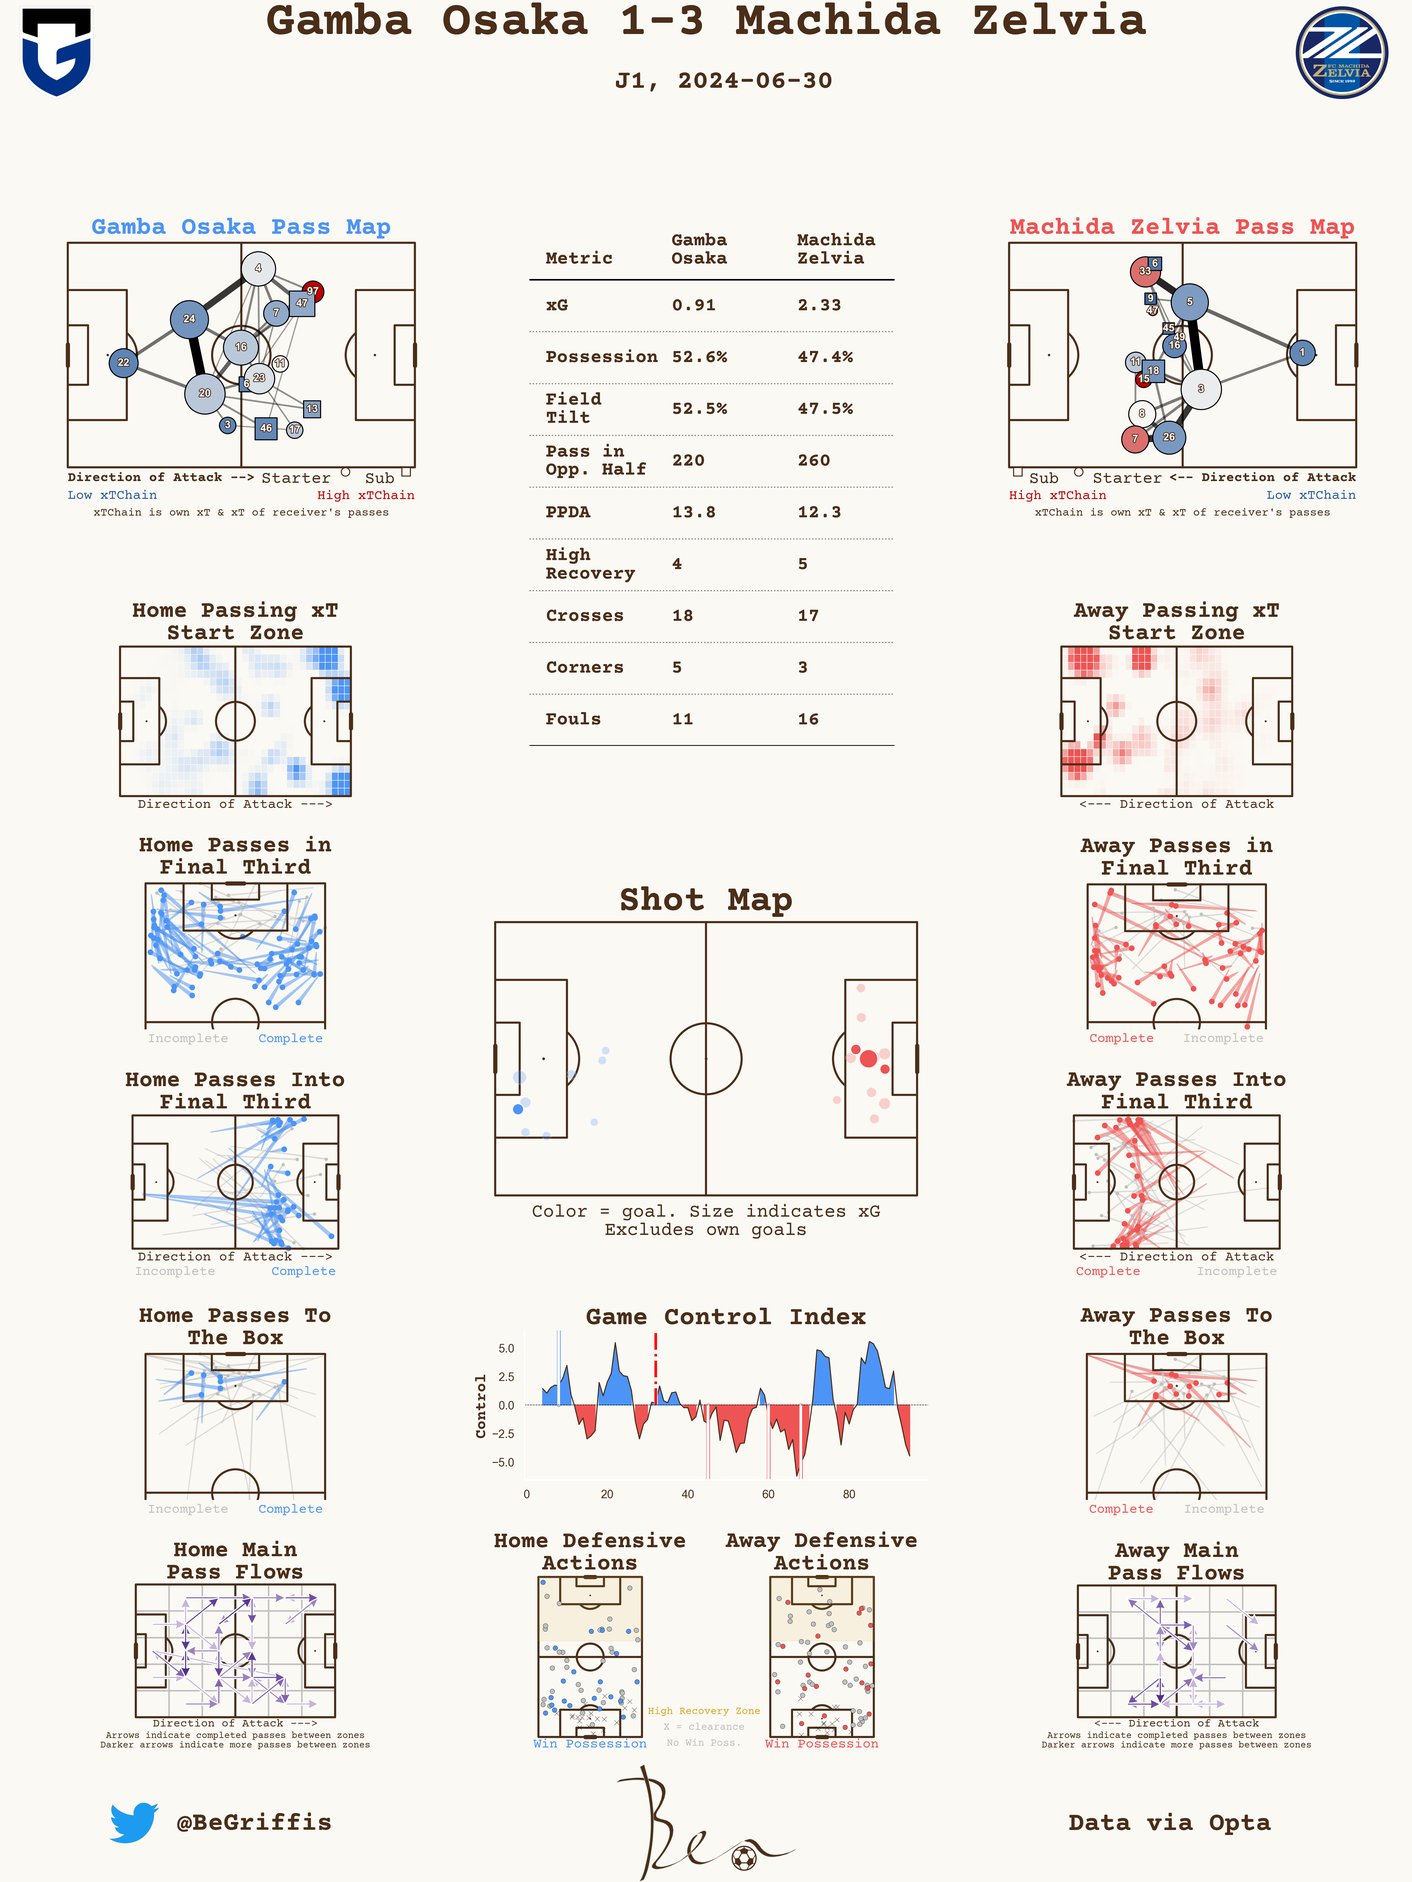 Gamba Osaka 1-3 Machida Zelvia
J1, 2024-06-30
FC MACHIDA
ZELVIA
SINCE 1989
Gamba Osaka Pass Map
4
97
47
7
24
16
22
11
23
6
20
13
3
46
17
Direction of Attack --> Starter Sub
Low xTChain High xTChain
xTChain is own xT & xT of receiver's passes
Metric Gamba Osaka Machida Zelvia
xG 0.91 2.33
Possession 52.6% 47.4%
Field Tilt 52.5% 47.5%
Pass in Opp. Half 220 260
PPDA 13.8 12.3
High Recovery 4 5
Crosses 18 17
Corners 5 3
Fouls 11 16
Machida Zelvia Pass Map
6
33
9
5
47
45
49
16
1
11
18
15
3
8
7
26
Sub Starter <-- Direction of Attack
High xTChain Low xTChain
xTChain is own xT & xT of receiver's passes
Home Passing xT
Start Zone
Direction of Attack --->
Away Passing xT
Start Zone
<--- Direction of Attack
Home Passes in
Final Third
Incomplete Complete
Away Passes in
Final Third
Complete Incomplete
Shot Map
Color = goal. Size indicates xG
Excludes own goals
Home Passes Into
Final Third
Direction of Attack --->
Incomplete Complete
Away Passes Into
Final Third
<--- Direction of Attack
Complete Incomplete
Game Control Index
Control
5.0
2.5
0.0
−2.5
−5.0
0 20 40 60 80
Home Passes To
The Box
Incomplete Complete
Away Passes To
The Box
Complete Incomplete
Home Main
Pass Flows
Direction of Attack --->
Arrows indicate completed passes between zones
Darker arrows indicate more passes between zones
Home Defensive
Actions
Win Possession
Away Defensive
Actions
Win Possession
High Recovery Zone
X = clearance
No Win Poss.
Away Main
Pass Flows
<--- Direction of Attack
Arrows indicate completed passes between zones
Darker arrows indicate more passes between zones
@BeGriffis
Ben
Data via Opta